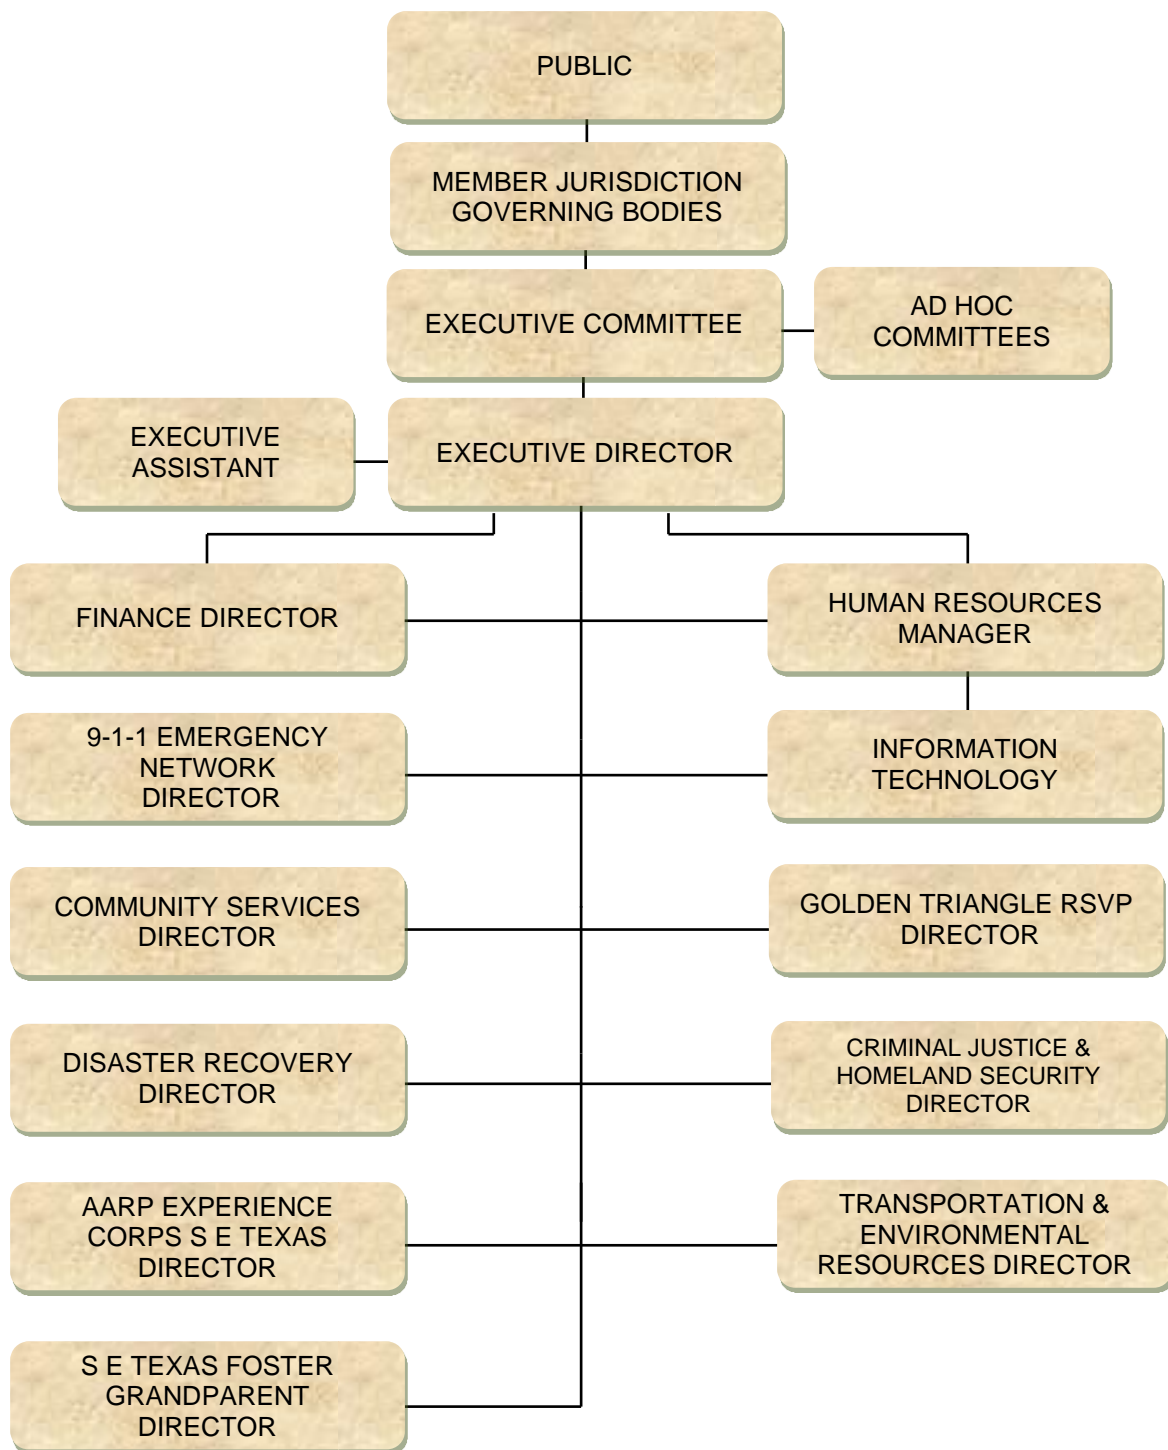 PUBLIC
MEMBER JURISDICTION
GOVERNING BODIES
EXECUTIVE COMMITTEE
AD HOC
COMMITTEES
EXECUTIVE
ASSISTANT
EXECUTIVE DIRECTOR
FINANCE DIRECTOR
HUMAN RESOURCES
MANAGER
9-1-1 EMERGENCY
NETWORK
DIRECTOR
INFORMATION
TECHNOLOGY
COMMUNITY SERVICES
DIRECTOR
GOLDEN TRIANGLE RSVP
DIRECTOR
DISASTER RECOVERY
DIRECTOR
CRIMINAL JUSTICE &
HOMELAND SECURITY
DIRECTOR
AARP EXPERIENCE
CORPS S E TEXAS
DIRECTOR
TRANSPORTATION &
ENVIRONMENTAL
RESOURCES DIRECTOR
S E TEXAS FOSTER
GRANDPARENT
DIRECTOR